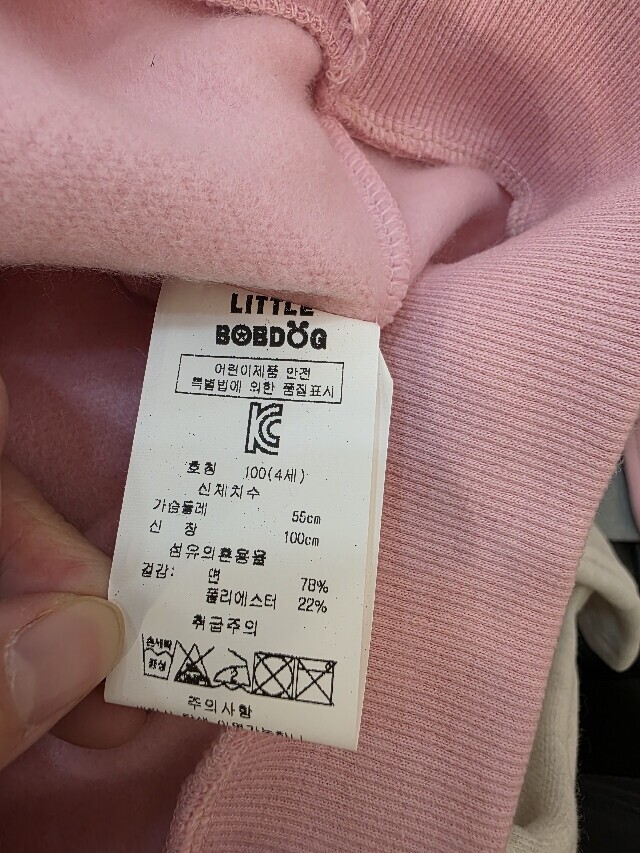 LITTLE
BOBDOG
어린이제품 안전
특별법에 의한 품질표시
KC
호칭 100(4세)
신체치수
가슴둘레 55cm
신 장 100cm
섬유의혼용율
겉감: 면 78%
폴리에스터 22%
취급주의
손세탁
중성
2
주의사항